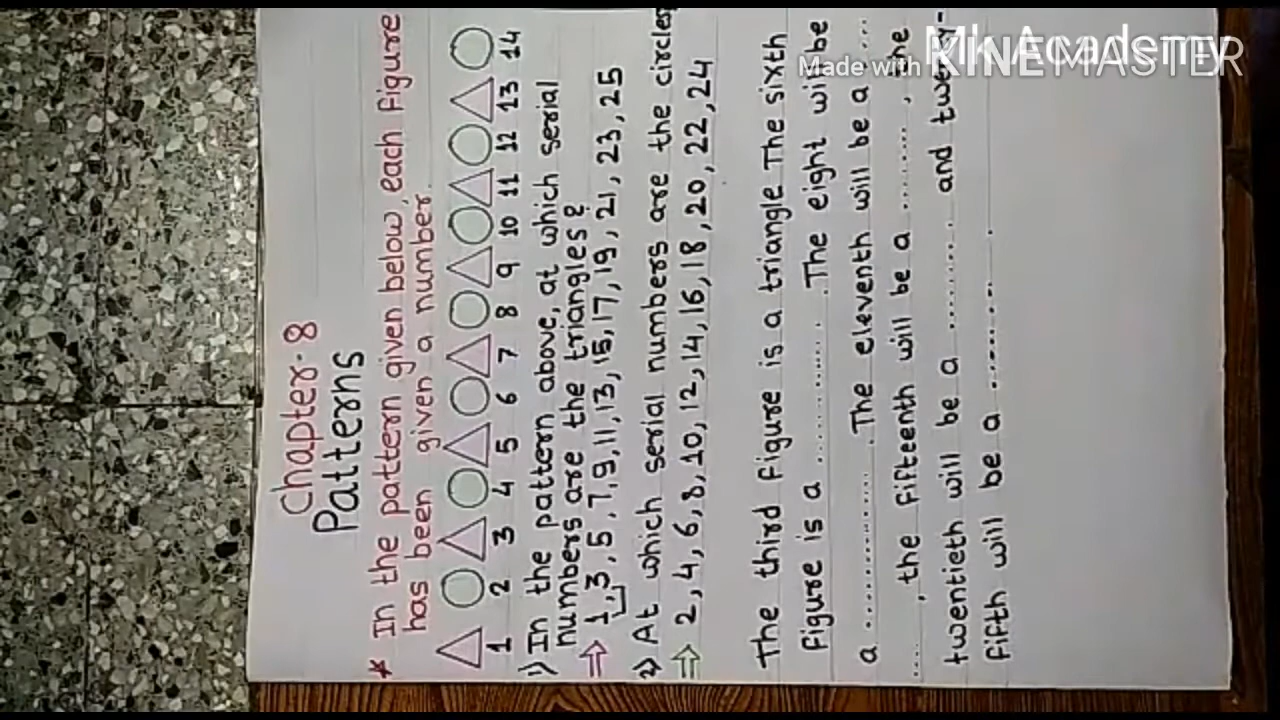 Chapter-8
Patterns
* In the pattern given below, each figure
has been given a number.
1 2 3 4 5 6 7 8 9 10 11 12 13 14
1) In the pattern above, at which serial
numbers are the triangles?
⇒ 1,3,5,7,9,11,13,15,17,19,21,23,25
2) At which serial numbers are the circles
⇒ 2,4,6,8,10,12,14,16,18,20,22,24
The third figure is a triangle The sixth
figure is a ............ .The eight will be
a ............. .The eleventh will be a ...
...., the fifteenth will be a ........, The
twentieth will be a ......... and twenty-
fifth will be a ..........
Mk Academy
Made with KINEMASTER